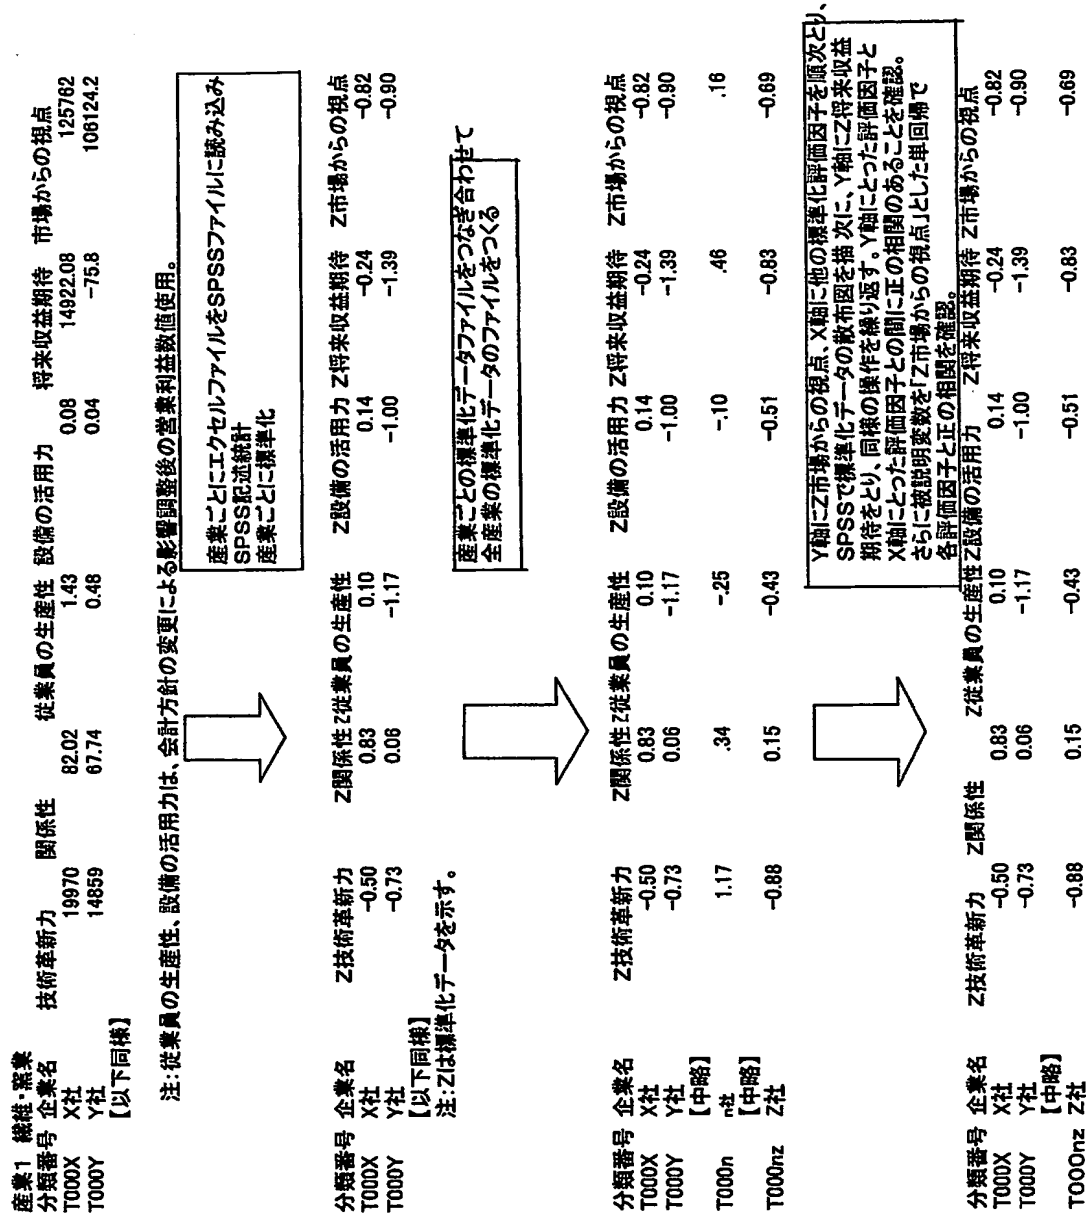 産業1 繊維・窯業
分類番号 企業名 技術革新力 関係性 従業員の生産性 設備の活用力 将来収益期待 市場からの視点
T000X X社 19970 82.02 1.43 0.08 14922.08 125762
T000Y Y社 14859 67.74 0.48 0.04 -75.8 106124.2
【以下同様】
注:従業員の生産性、設備の活用力は、会計方針の変更による影響調整後の営業利益数値使用。
産業ごとにエクセルファイルをSPSSファイルに読み込み
SPSS記述統計
産業ごとに標準化
分類番号 企業名 Z技術革新力 Z関係性 Z従業員の生産性 Z設備の活用力 Z将来収益期待 Z市場からの視点
T000X X社 -0.50 0.83 0.10 0.14 -0.24 -0.82
T000Y Y社 -0.73 0.06 -1.17 -1.00 -1.39 -0.90
【以下同様】
注:Zは標準化データを示す。
産業ごとの標準化データファイルをつなぎ合わせて
全産業の標準化データのファイルをつくる
分類番号 企業名 Z技術革新力 Z関係性 Z従業員の生産性 Z設備の活用力 Z将来収益期待 Z市場からの視点
T000X X社 -0.50 0.83 0.10 0.14 -0.24 -0.82
T000Y Y社 -0.73 0.06 -1.17 -1.00 -1.39 -0.90
【中略】
T000n n社 1.17 .34 -.25 -.10 .46 .16
【中略】
T000nz Z社 -0.88 0.15 -0.43 -0.51 -0.83 -0.69
Y軸にZ市場からの視点、X軸に他の標準化評価因子を順次とり、
SPSSで標準化データの散布図を描 次に、Y軸にZ将来収益
期待をとり、同様の操作を繰り返す。Y軸にとった評価因子と
X軸にとった評価因子との間に正の相関のあることを確認。
さらに被説明変数を「Z市場からの視点」とした単回帰で
各評価因子と正の相関を確認。
分類番号 企業名 Z技術革新力 Z関係性 Z従業員の生産性 Z設備の活用力 Z将来収益期待 Z市場からの視点
T000X X社 -0.50 0.83 0.10 0.14 -0.24 -0.82
T000Y Y社 -0.73 0.06 -1.17 -1.00 -1.39 -0.90
【中略】
T000nz Z社 -0.88 0.15 -0.43 -0.51 -0.83 -0.69